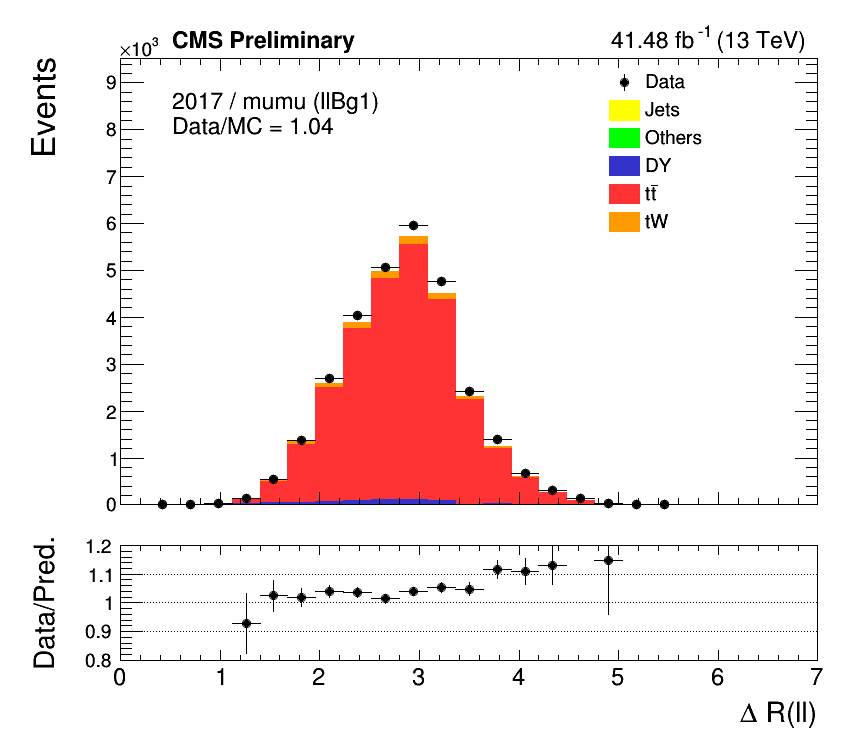 ×10³ CMS Preliminary 41.48 fb⁻¹ (13 TeV)
Events
2017 / mumu (llBg1)
Data/MC = 1.04
Data
Jets
Others
DY
tt̄
tW
9
8
7
6
5
4
3
2
1
0
Data/Pred.
1.2
1.1
1
0.9
0.8
0 1 2 3 4 5 6 7
Δ R(ll)